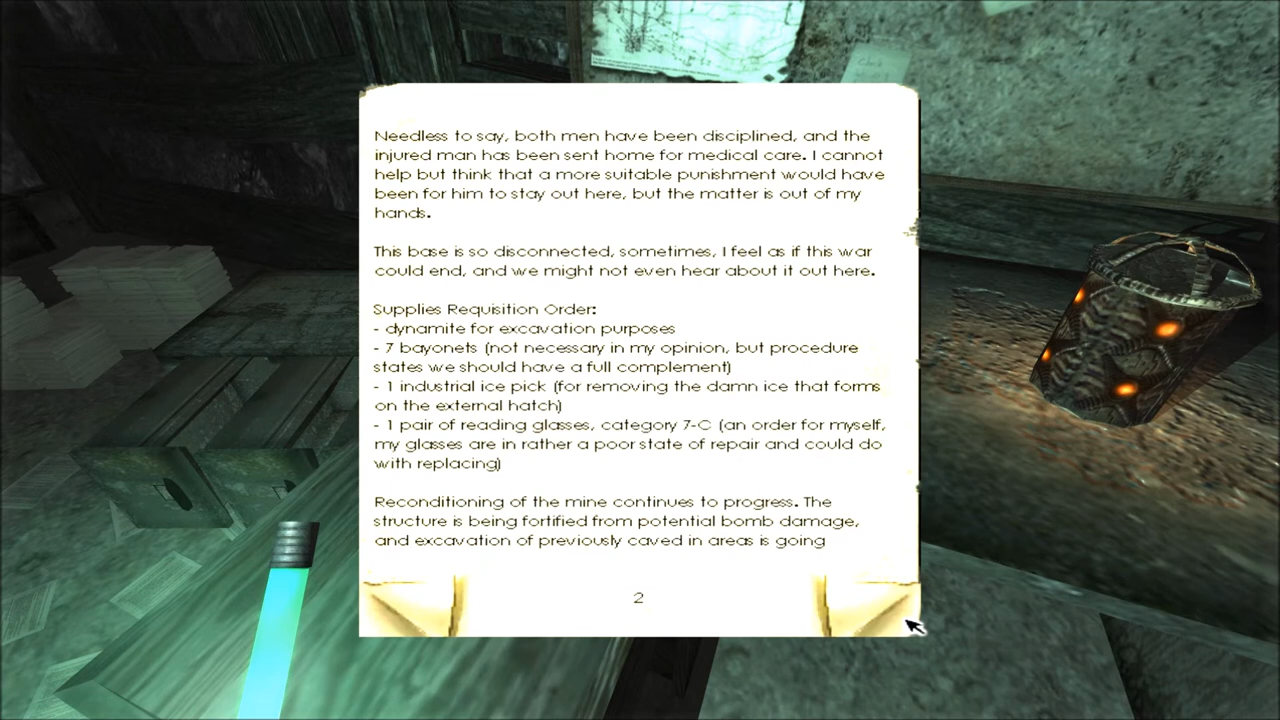 Needless to say, both men have been disciplined, and the
injured man has been sent home for medical care. I cannot
help but think that a more suitable punishment would have
been for him to stay out here, but the matter is out of my
hands.
This base is so disconnected, sometimes, I feel as if this war
could end, and we might not even hear about it out here.
Supplies Requisition Order:
- dynamite for excavation purposes
- 7 bayonets (not necessary in my opinion, but procedure
states we should have a full complement)
- 1 industrial ice pick (for removing the damn ice that forms
on the external hatch)
- 1 pair of reading glasses, category 7-C (an order for myself,
my glasses are in rather a poor state of repair and could do
with replacing)
Reconditioning of the mine continues to progress. The
structure is being fortified from potential bomb damage,
and excavation of previously caved in areas is going
2